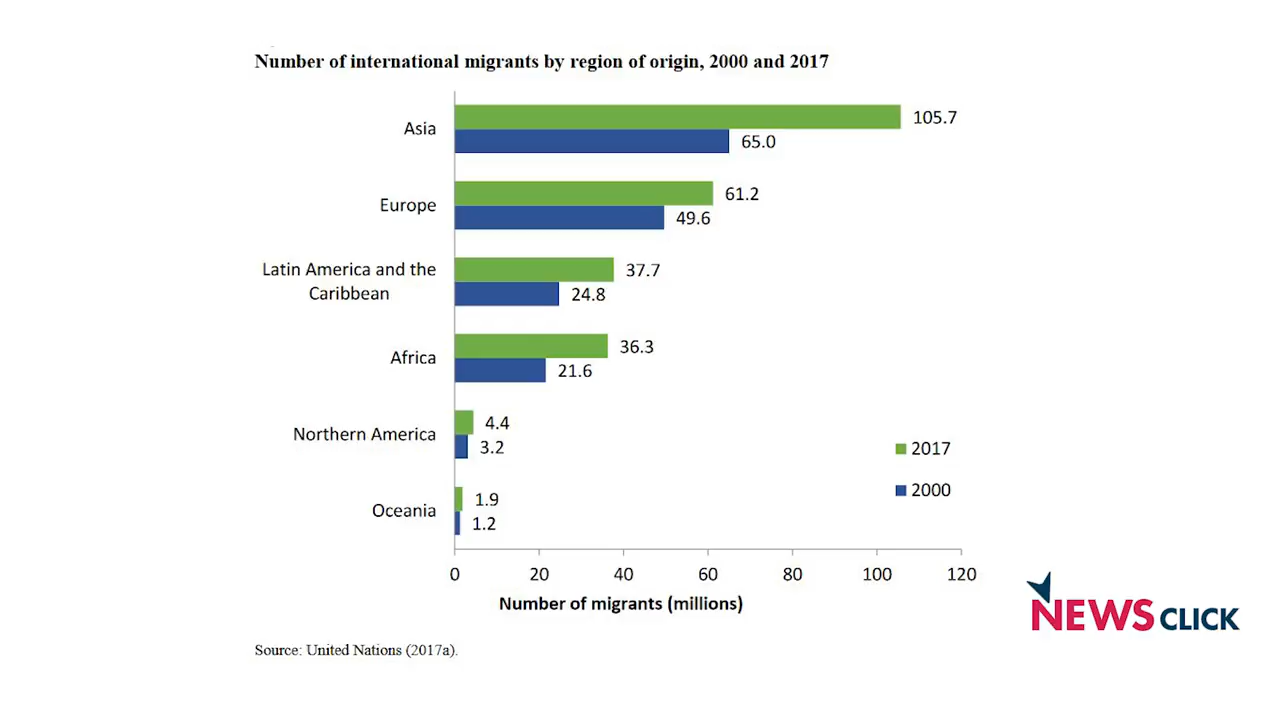 Number of international migrants by region of origin, 2000 and 2017
Asia
105.7
65.0
Europe
61.2
49.6
Latin America and the
Caribbean
37.7
24.8
Africa
36.3
21.6
Northern America
4.4
3.2
Oceania
1.9
1.2
2017
2000
0 20 40 60 80 100 120
Number of migrants (millions)
NEWSCLICK
Source: United Nations (2017a).